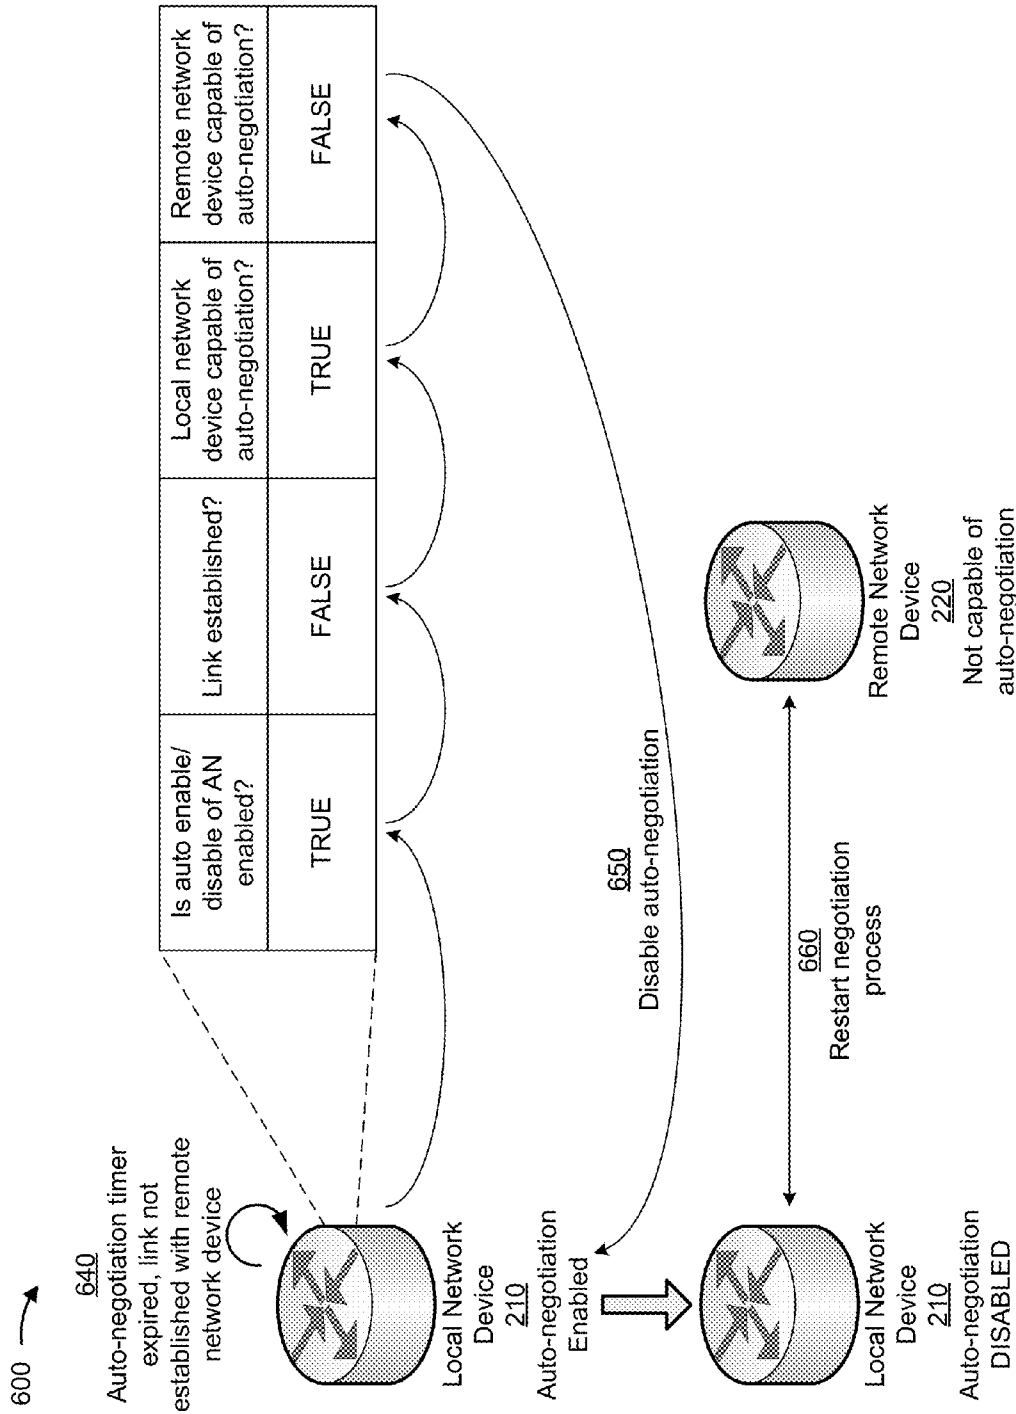 600
640
Auto-negotiation timer
expired, link not
established with remote
network device
Is auto enable/
disable of AN
enabled?
Link established?
Local network
device capable of
auto-negotiation?
Remote network
device capable of
auto-negotiation?
TRUE
FALSE
TRUE
FALSE
Local Network
Device
210
Auto-negotiation
Enabled
650
Disable auto-negotiation
660
Restart negotiation
process
Local Network
Device
210
Auto-negotiation
DISABLED
Remote Network
Device
220
Not capable of
auto-negotiation